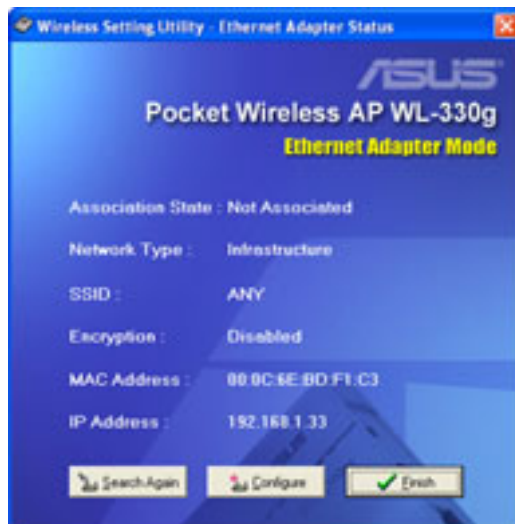 Wireless Setting Utility - Ethernet Adapter Status
ASUS
Pocket Wireless AP WL-330g
Ethernet Adapter Mode
Association State : Not Associated
Network Type : Infrastructure
SSID : ANY
Encryption : Disabled
MAC Address : 00:0C:6E:BD:F1:C3
IP Address : 192.168.1.33
Search Again Configure Finish